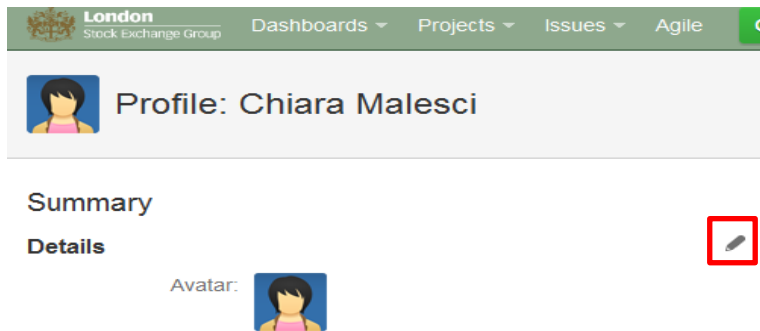 London
Stock Exchange Group
Dashboards Projects Issues Agile
Profile: Chiara Malesci
Summary
Details
Avatar: